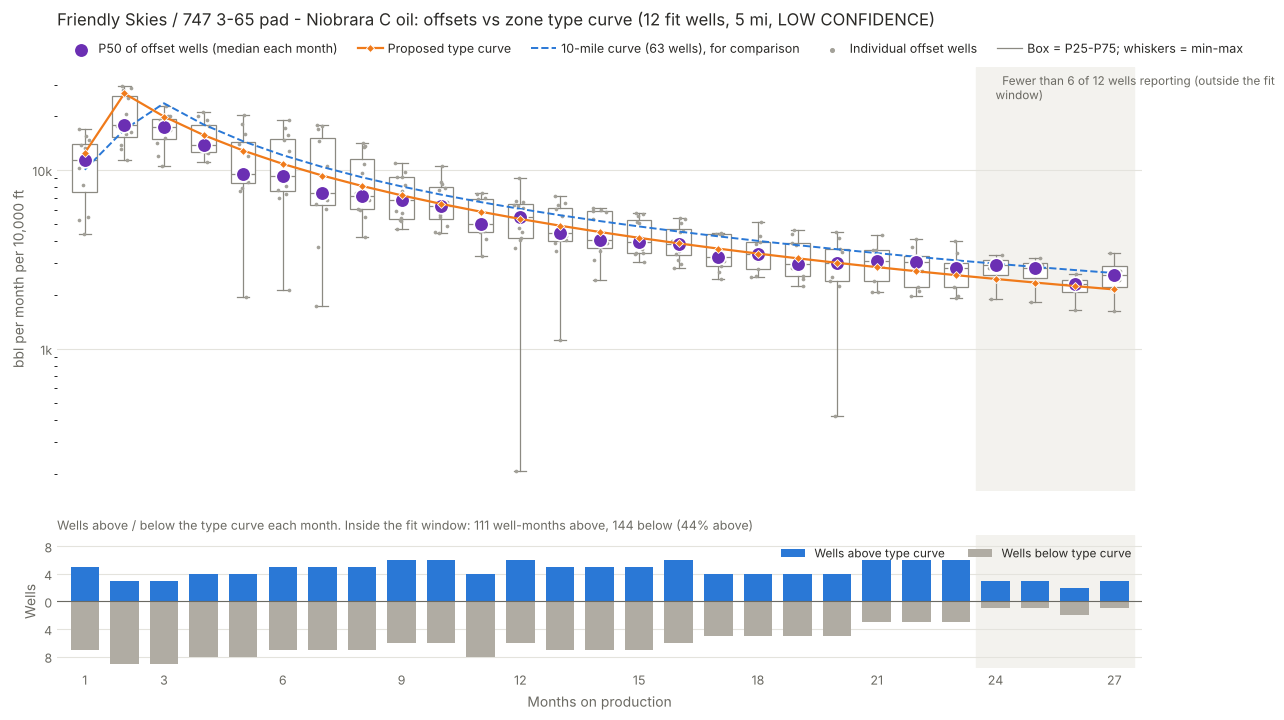 Friendly Skies / 747 3-65 pad - Niobrara C oil: offsets vs zone type curve (12 fit wells, 5 mi, LOW CONFIDENCE)
P50 of offset wells (median each month) Proposed type curve 10-mile curve (63 wells), for comparison Individual offset wells Box = P25-P75; whiskers = min-max
Fewer than 6 of 12 wells reporting (outside the fit
window)
10k
1k
bbl per month per 10,000 ft
Wells above / below the type curve each month. Inside the fit window: 111 well-months above, 144 below (44% above)
Wells above type curve Wells below type curve
8
4
0
4
8
Wells
1 3 6 9 12 15 18 21 24 27
Months on production